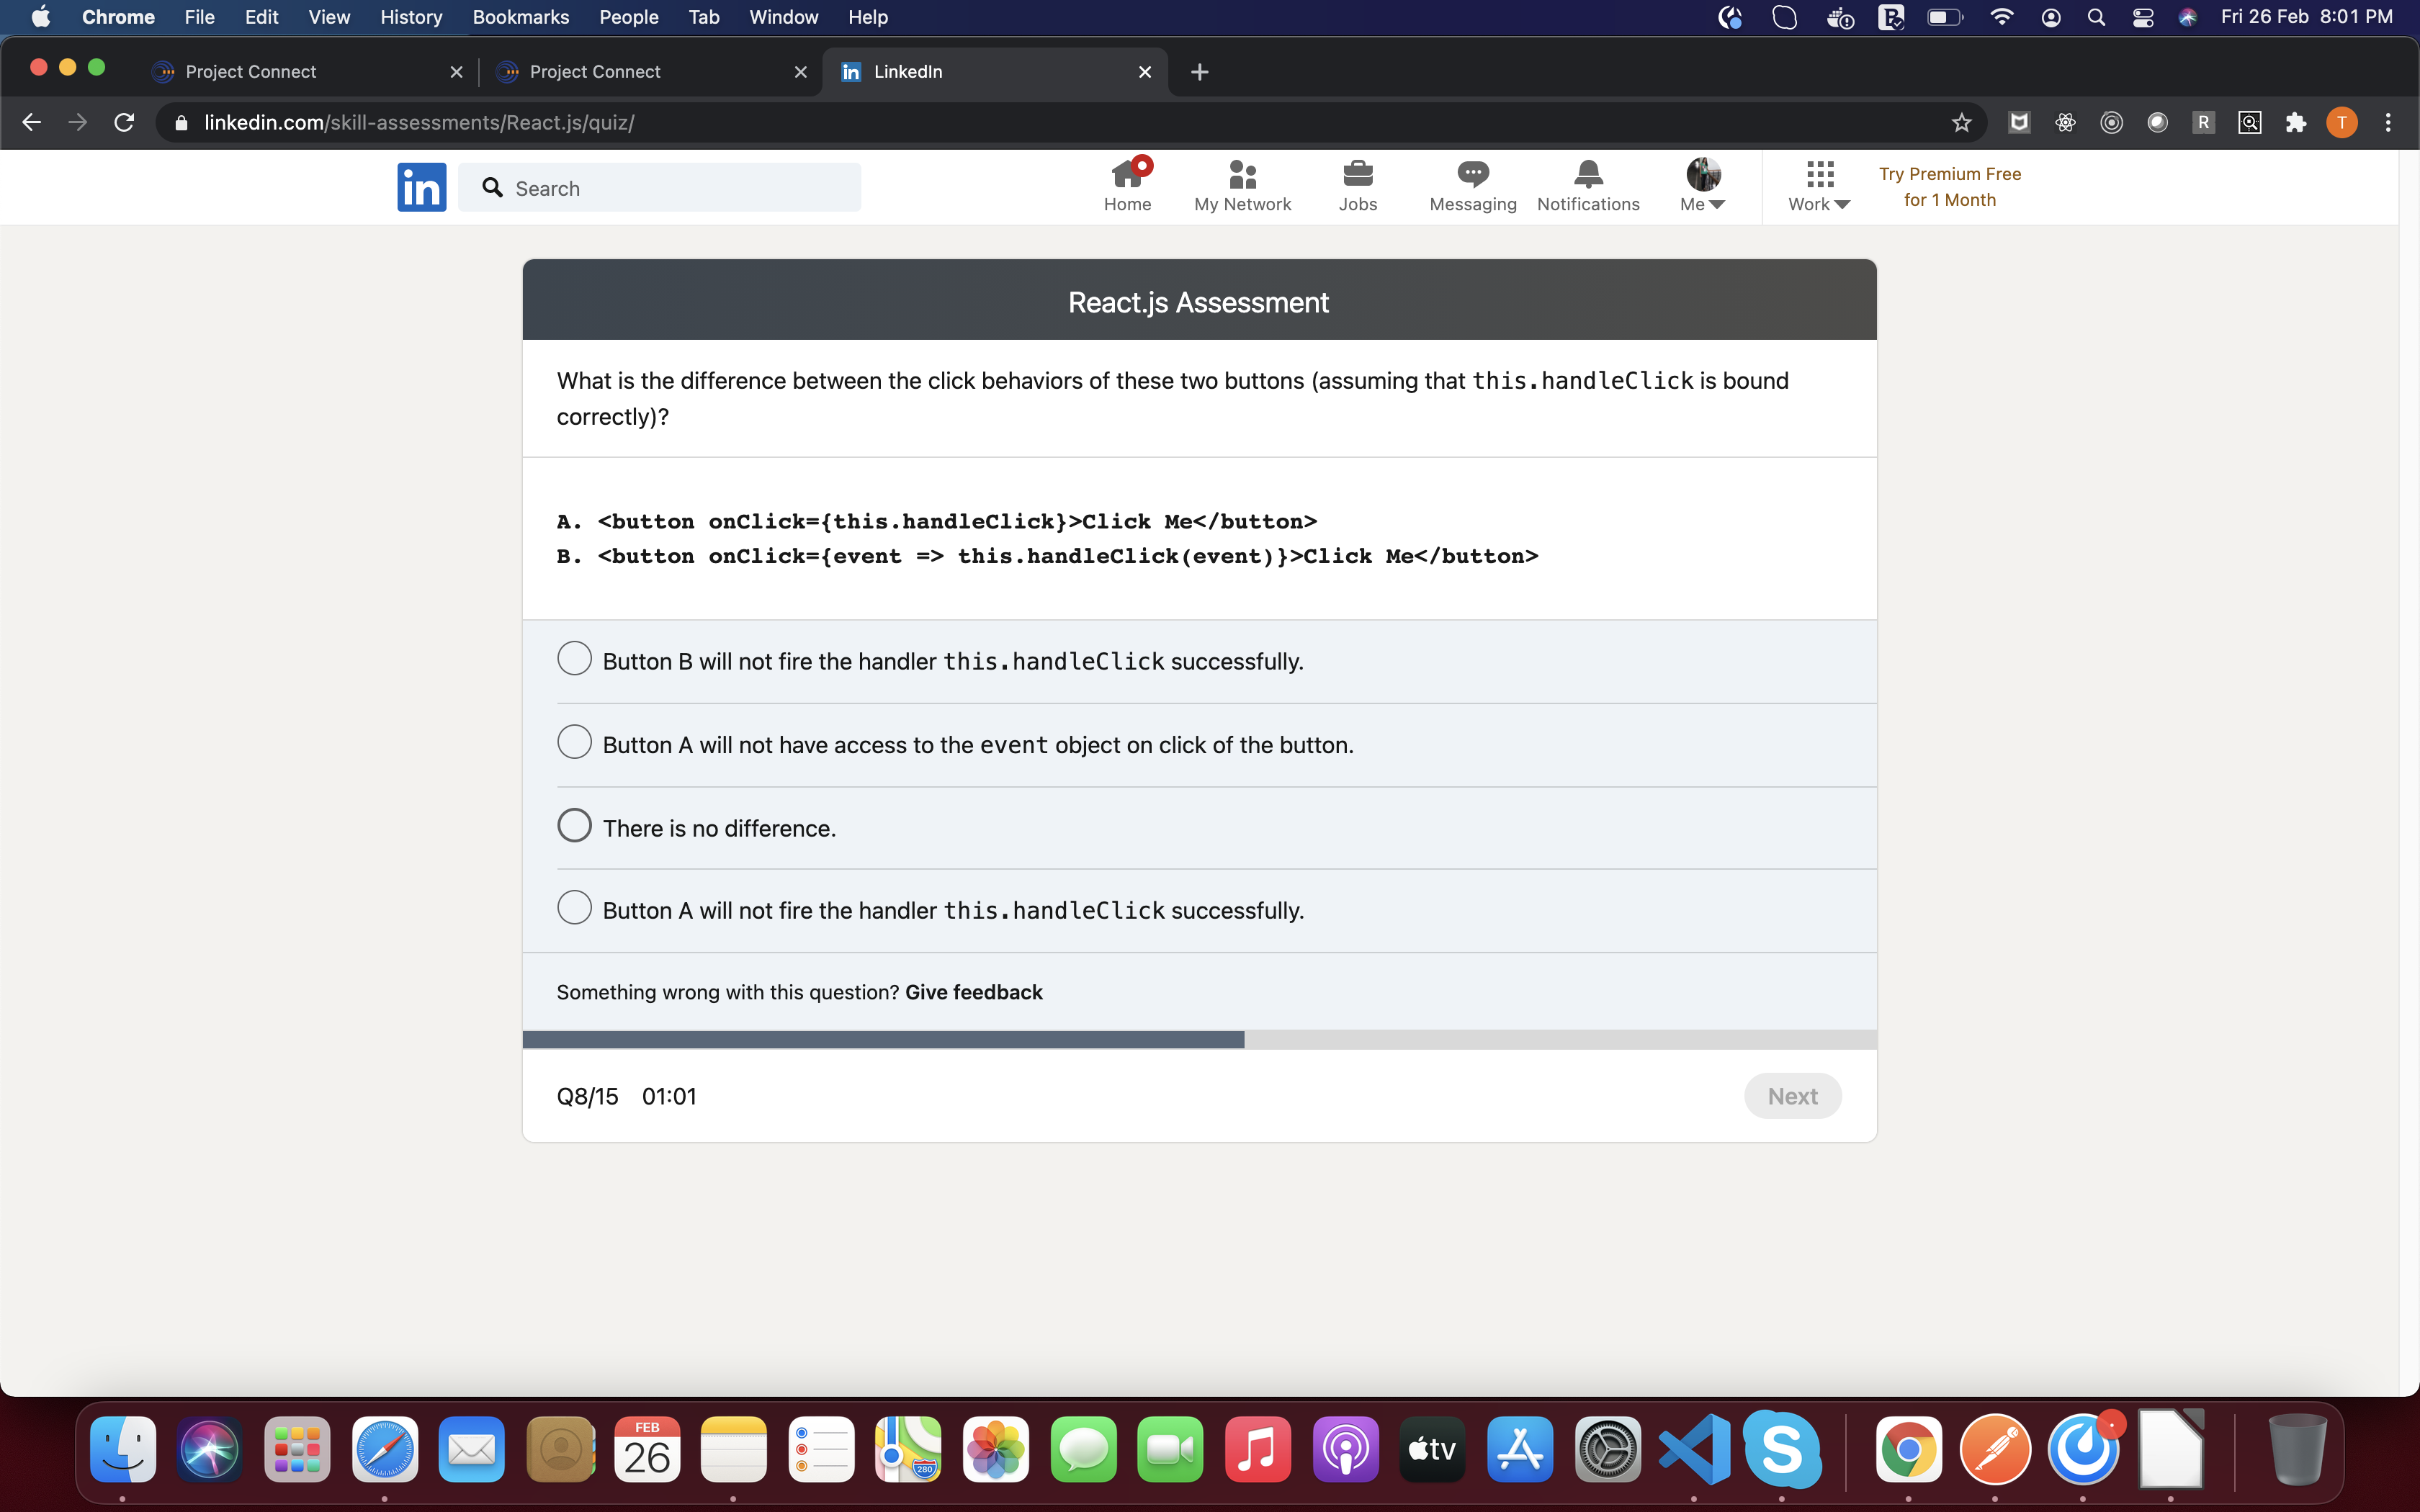 Chrome File Edit View History Bookmarks People Tab Window Help Fri 26 Feb 8:01 PM
Project Connect Project Connect in LinkedIn
linkedin.com/skill-assessments/React.js/quiz/ R T
in Search Home My Network Jobs Messaging Notifications Me Work Try Premium Free
for 1 Month
React.js Assessment
What is the difference between the click behaviors of these two buttons (assuming that this.handleClick is bound
correctly)?
A. <button onClick={this.handleClick}>Click Me</button>
B. <button onClick={event => this.handleClick(event)}>Click Me</button>
Button B will not fire the handler this.handleClick successfully.
Button A will not have access to the event object on click of the button.
There is no difference.
Button A will not fire the handler this.handleClick successfully.
Something wrong with this question? Give feedback
Q8/15 01:01 Next
FEB
26
280
tv
S